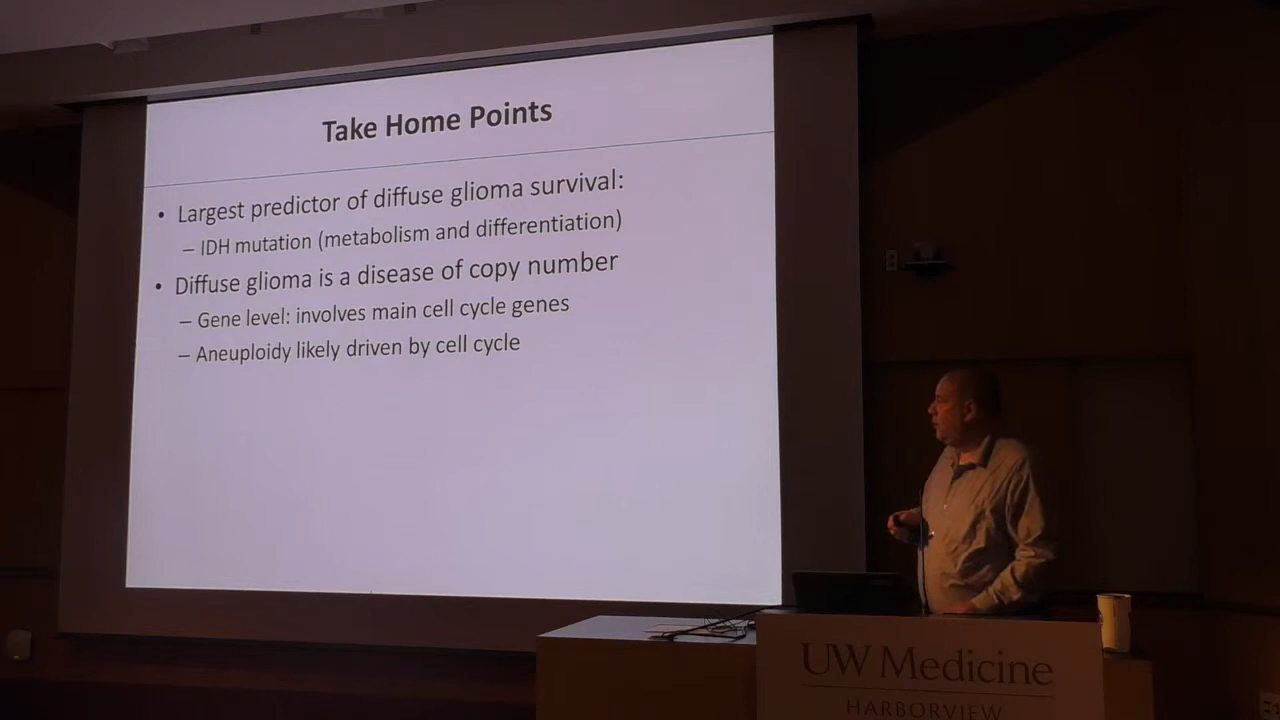 Take Home Points
• Largest predictor of diffuse glioma survival:
– IDH mutation (metabolism and differentiation)
• Diffuse glioma is a disease of copy number
– Gene level: involves main cell cycle genes
– Aneuploidy likely driven by cell cycle
UW Medicine
HARBORVIEW